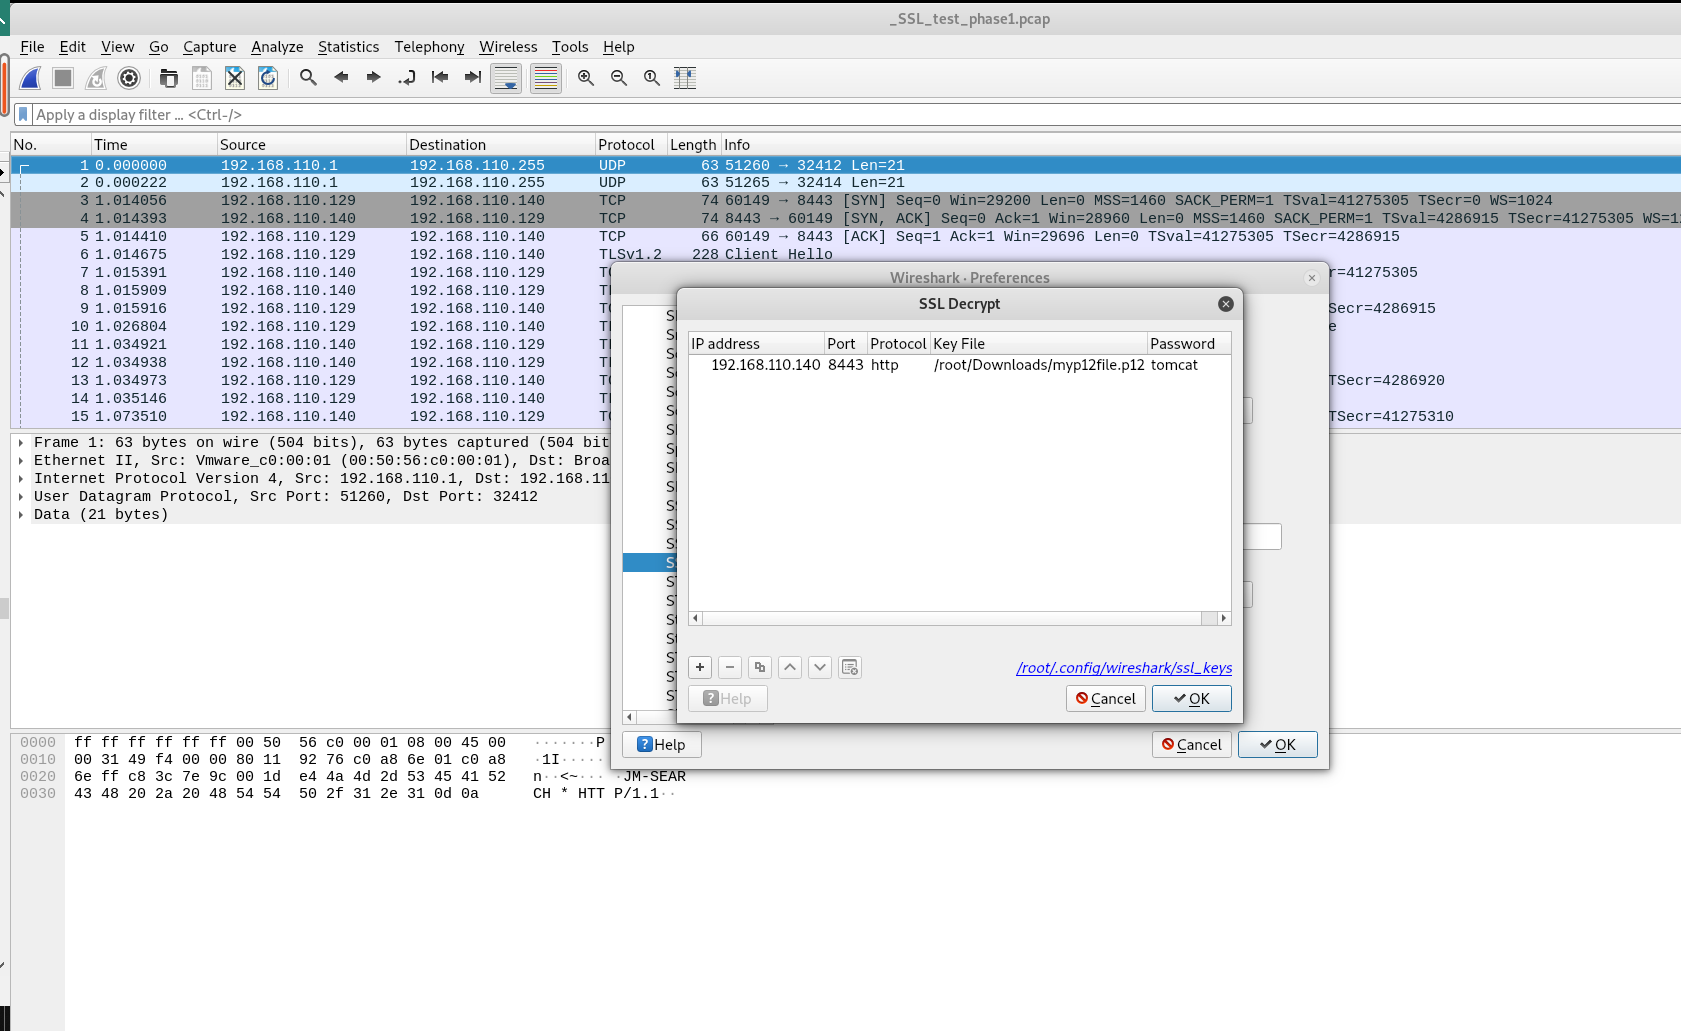 _SSL_test_phase1.pcap
File Edit View Go Capture Analyze Statistics Telephony Wireless Tools Help
Apply a display filter ... <Ctrl-/>
No. Time Source Destination Protocol Length Info
1 0.000000 192.168.110.1 192.168.110.255 UDP 63 51260 → 32412 Len=21
2 0.000222 192.168.110.1 192.168.110.255 UDP 63 51265 → 32414 Len=21
3 1.014056 192.168.110.129 192.168.110.140 TCP 74 60149 → 8443 [SYN] Seq=0 Win=29200 Len=0 MSS=1460 SACK_PERM=1 TSval=41275305 TSecr=0 WS=1024
4 1.014393 192.168.110.140 192.168.110.129 TCP 74 8443 → 60149 [SYN, ACK] Seq=0 Ack=1 Win=28960 Len=0 MSS=1460 SACK_PERM=1 TSval=4286915 TSecr=41275305
5 1.014410 192.168.110.129 192.168.110.140 TCP 66 60149 → 8443 [ACK] Seq=1 Ack=1 Win=29696 Len=0 TSval=41275305 TSecr=4286915
6 1.014675 192.168.110.129 192.168.110.140 TLSv1.2 228 Client Hello
7 1.015391 192.168.110.140 192.168.110.129 =41275305
8 1.015909 192.168.110.140 192.168.110.129
9 1.015916 192.168.110.129 192.168.110.140 Secr=4286915
10 1.026804 192.168.110.129 192.168.110.140
11 1.034921 192.168.110.140 192.168.110.129
12 1.034938 192.168.110.140 192.168.110.129
13 1.034973 192.168.110.129 192.168.110.140 TSecr=4286920
14 1.035146 192.168.110.129 192.168.110.140
15 1.073510 192.168.110.140 192.168.110.129 TSecr=41275310
Wireshark · Preferences
SSL Decrypt
IP address Port Protocol Key File Password
192.168.110.140 8443 http /root/Downloads/myp12file.p12 tomcat
/root/.config/wireshark/ssl_keys
Help Cancel OK
Help Cancel OK
Frame 1: 63 bytes on wire (504 bits), 63 bytes captured (504 bit
Ethernet II, Src: Vmware_c0:00:01 (00:50:56:c0:00:01), Dst: Broa
Internet Protocol Version 4, Src: 192.168.110.1, Dst: 192.168.11
User Datagram Protocol, Src Port: 51260, Dst Port: 32412
Data (21 bytes)
0000 ff ff ff ff ff ff 00 50 56 c0 00 01 08 00 45 00 ·······P
0010 00 31 49 f4 00 00 80 11 92 76 c0 a8 6e 01 c0 a8 ·1I·····
0020 6e ff c8 3c 7e 9c 00 1d e4 4a 4d 2d 53 45 41 52 n··<~··· ·JM-SEAR
0030 43 48 20 2a 20 48 54 54 50 2f 31 2e 31 0d 0a CH * HTT P/1.1··